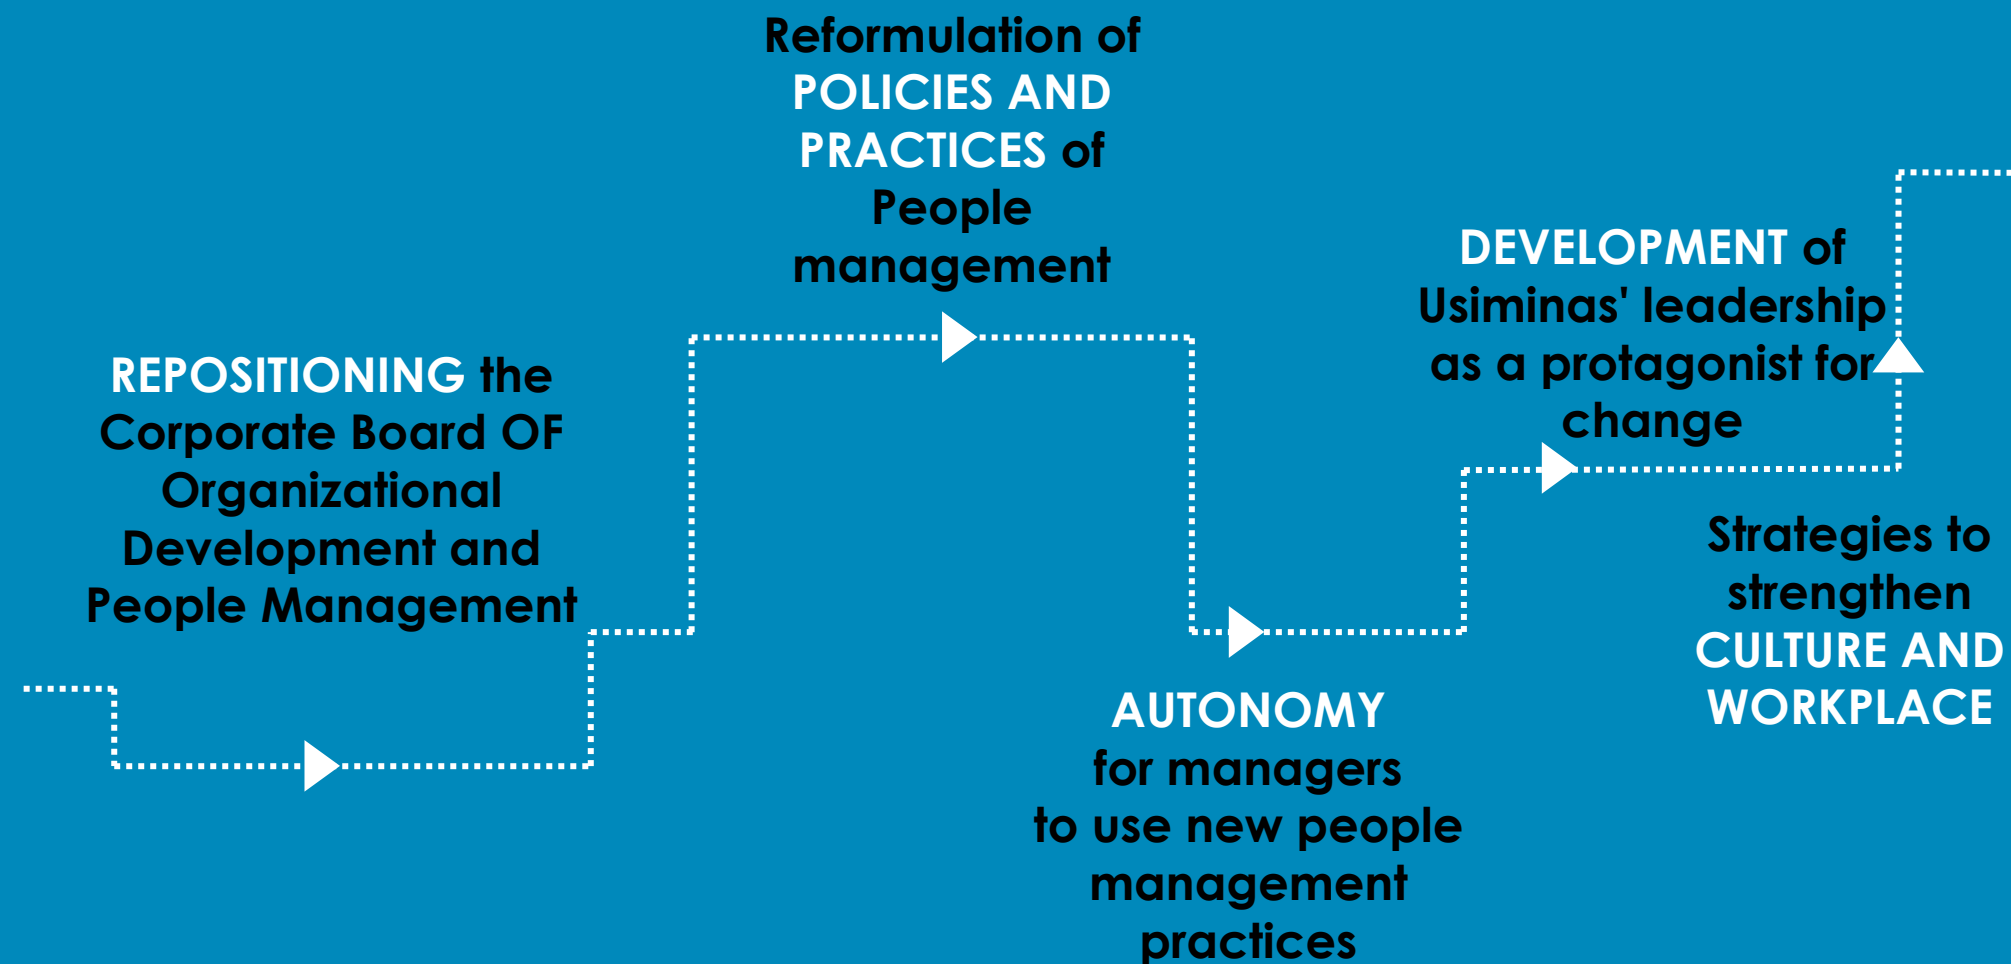 REPOSITIONING the
Corporate Board OF
Organizational
Development and
People Management
Reformulation of
POLICIES AND
PRACTICES of
People
management
AUTONOMY
for managers
to use new people
management
practices
DEVELOPMENT of
Usiminas' leadership
as a protagonist for
change
Strategies to
strengthen
CULTURE AND
WORKPLACE